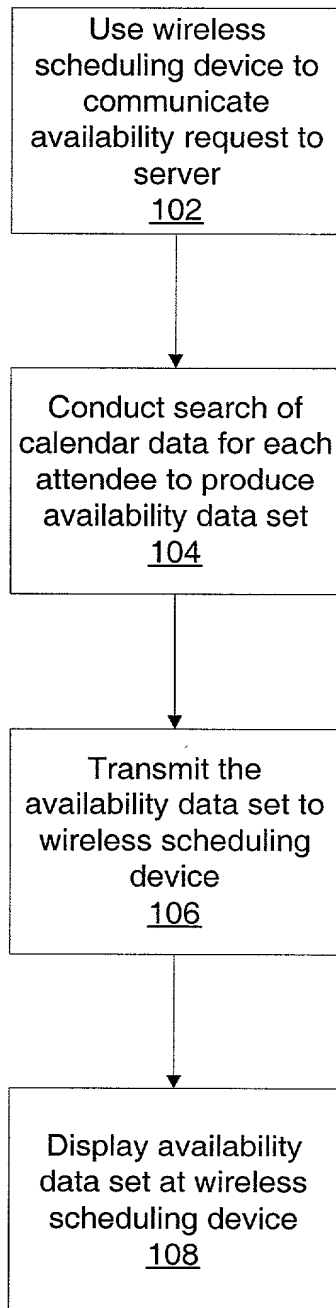 Use wireless
scheduling device to
communicate
availability request to
server
102
Conduct search of
calendar data for each
attendee to produce
availability data set
104
Transmit the
availability data set to
wireless scheduling
device
106
Display availability
data set at wireless
scheduling device
108